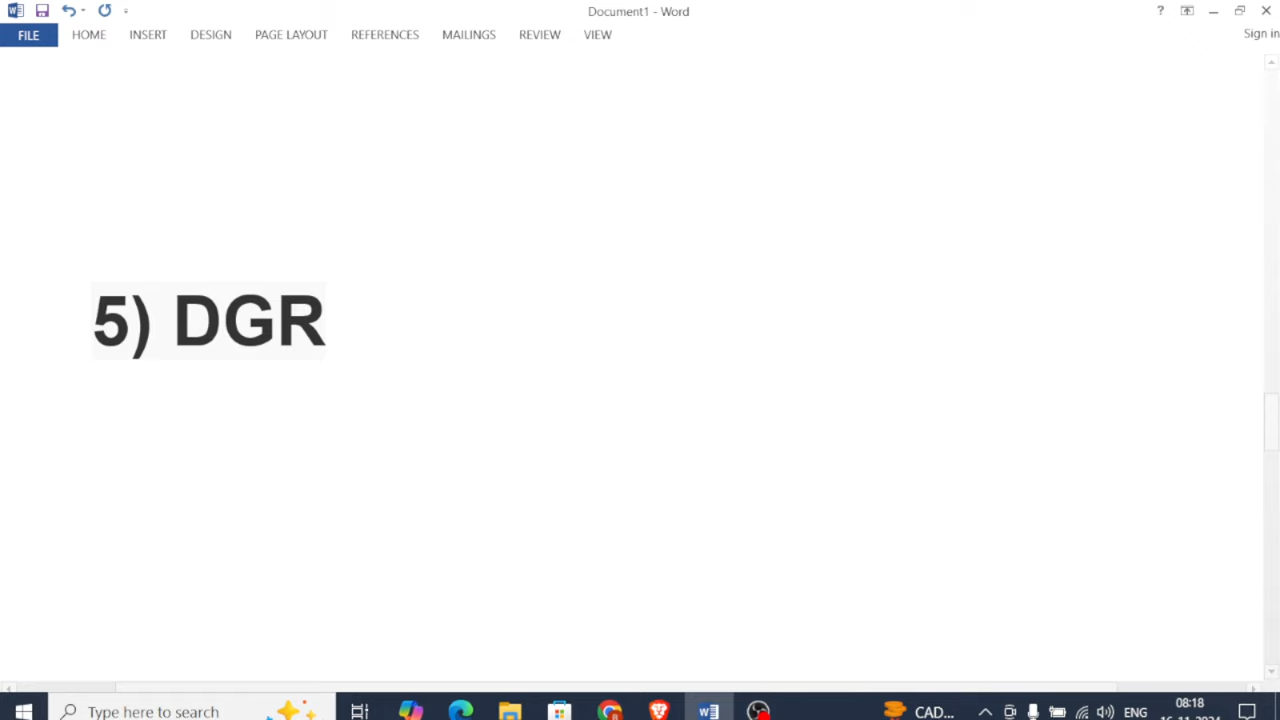 Document1 - Word
?
FILE HOME INSERT DESIGN PAGE LAYOUT REFERENCES MAILINGS REVIEW VIEW
Sign in
5) DGR
Type here to search
CAD...
ENG
08:18